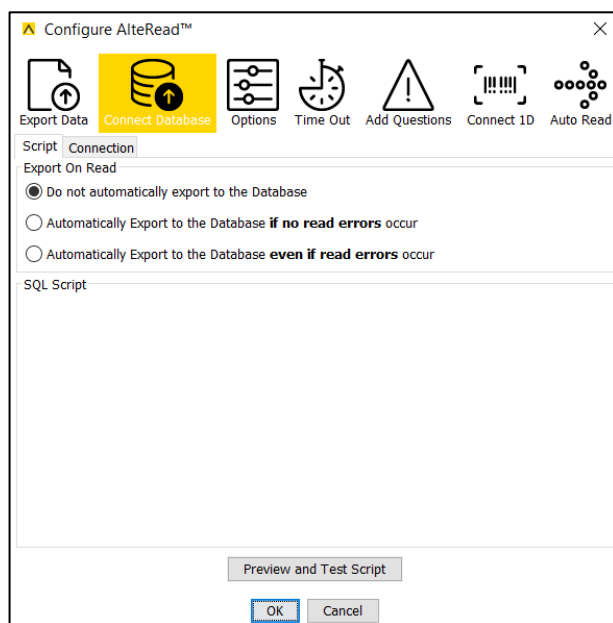 Configure AlteRead™
Export Data Connect Database Options Time Out Add Questions Connect 1D Auto Read
Script Connection
Export On Read
Do not automatically export to the Database
Automatically Export to the Database if no read errors occur
Automatically Export to the Database even if read errors occur
SQL Script
Preview and Test Script
OK Cancel